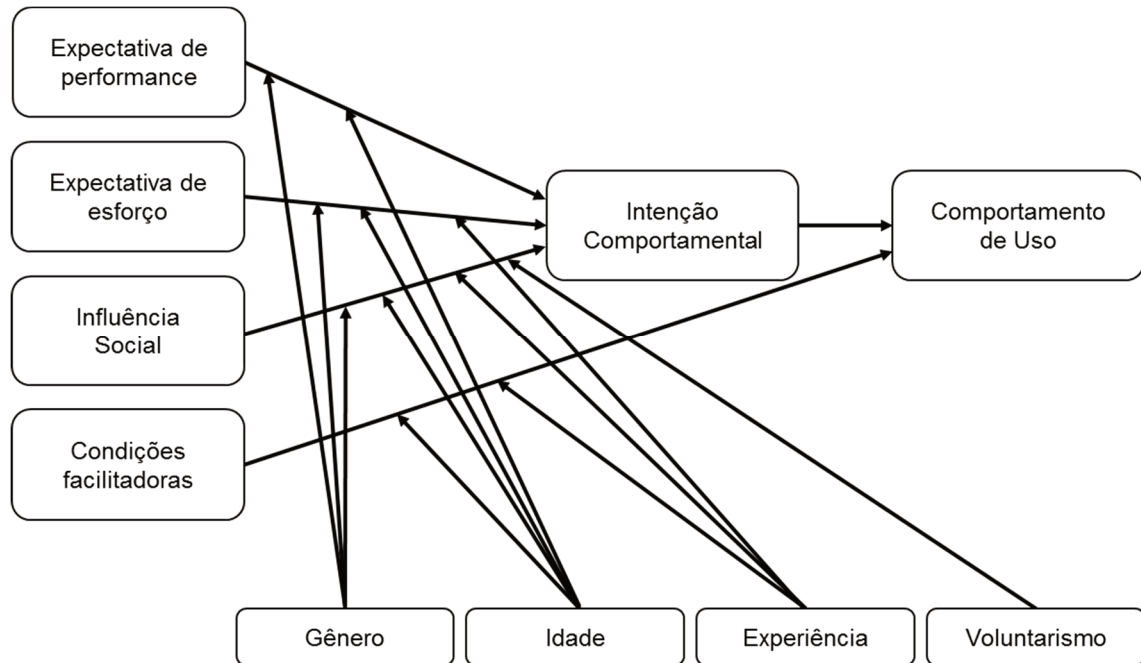 Expectativa de
performance
Expectativa de
esforço
Influência
Social
Condições
facilitadoras
Intenção
Comportamental
Comportamento
de Uso
Gênero
Idade
Experiência
Voluntarismo